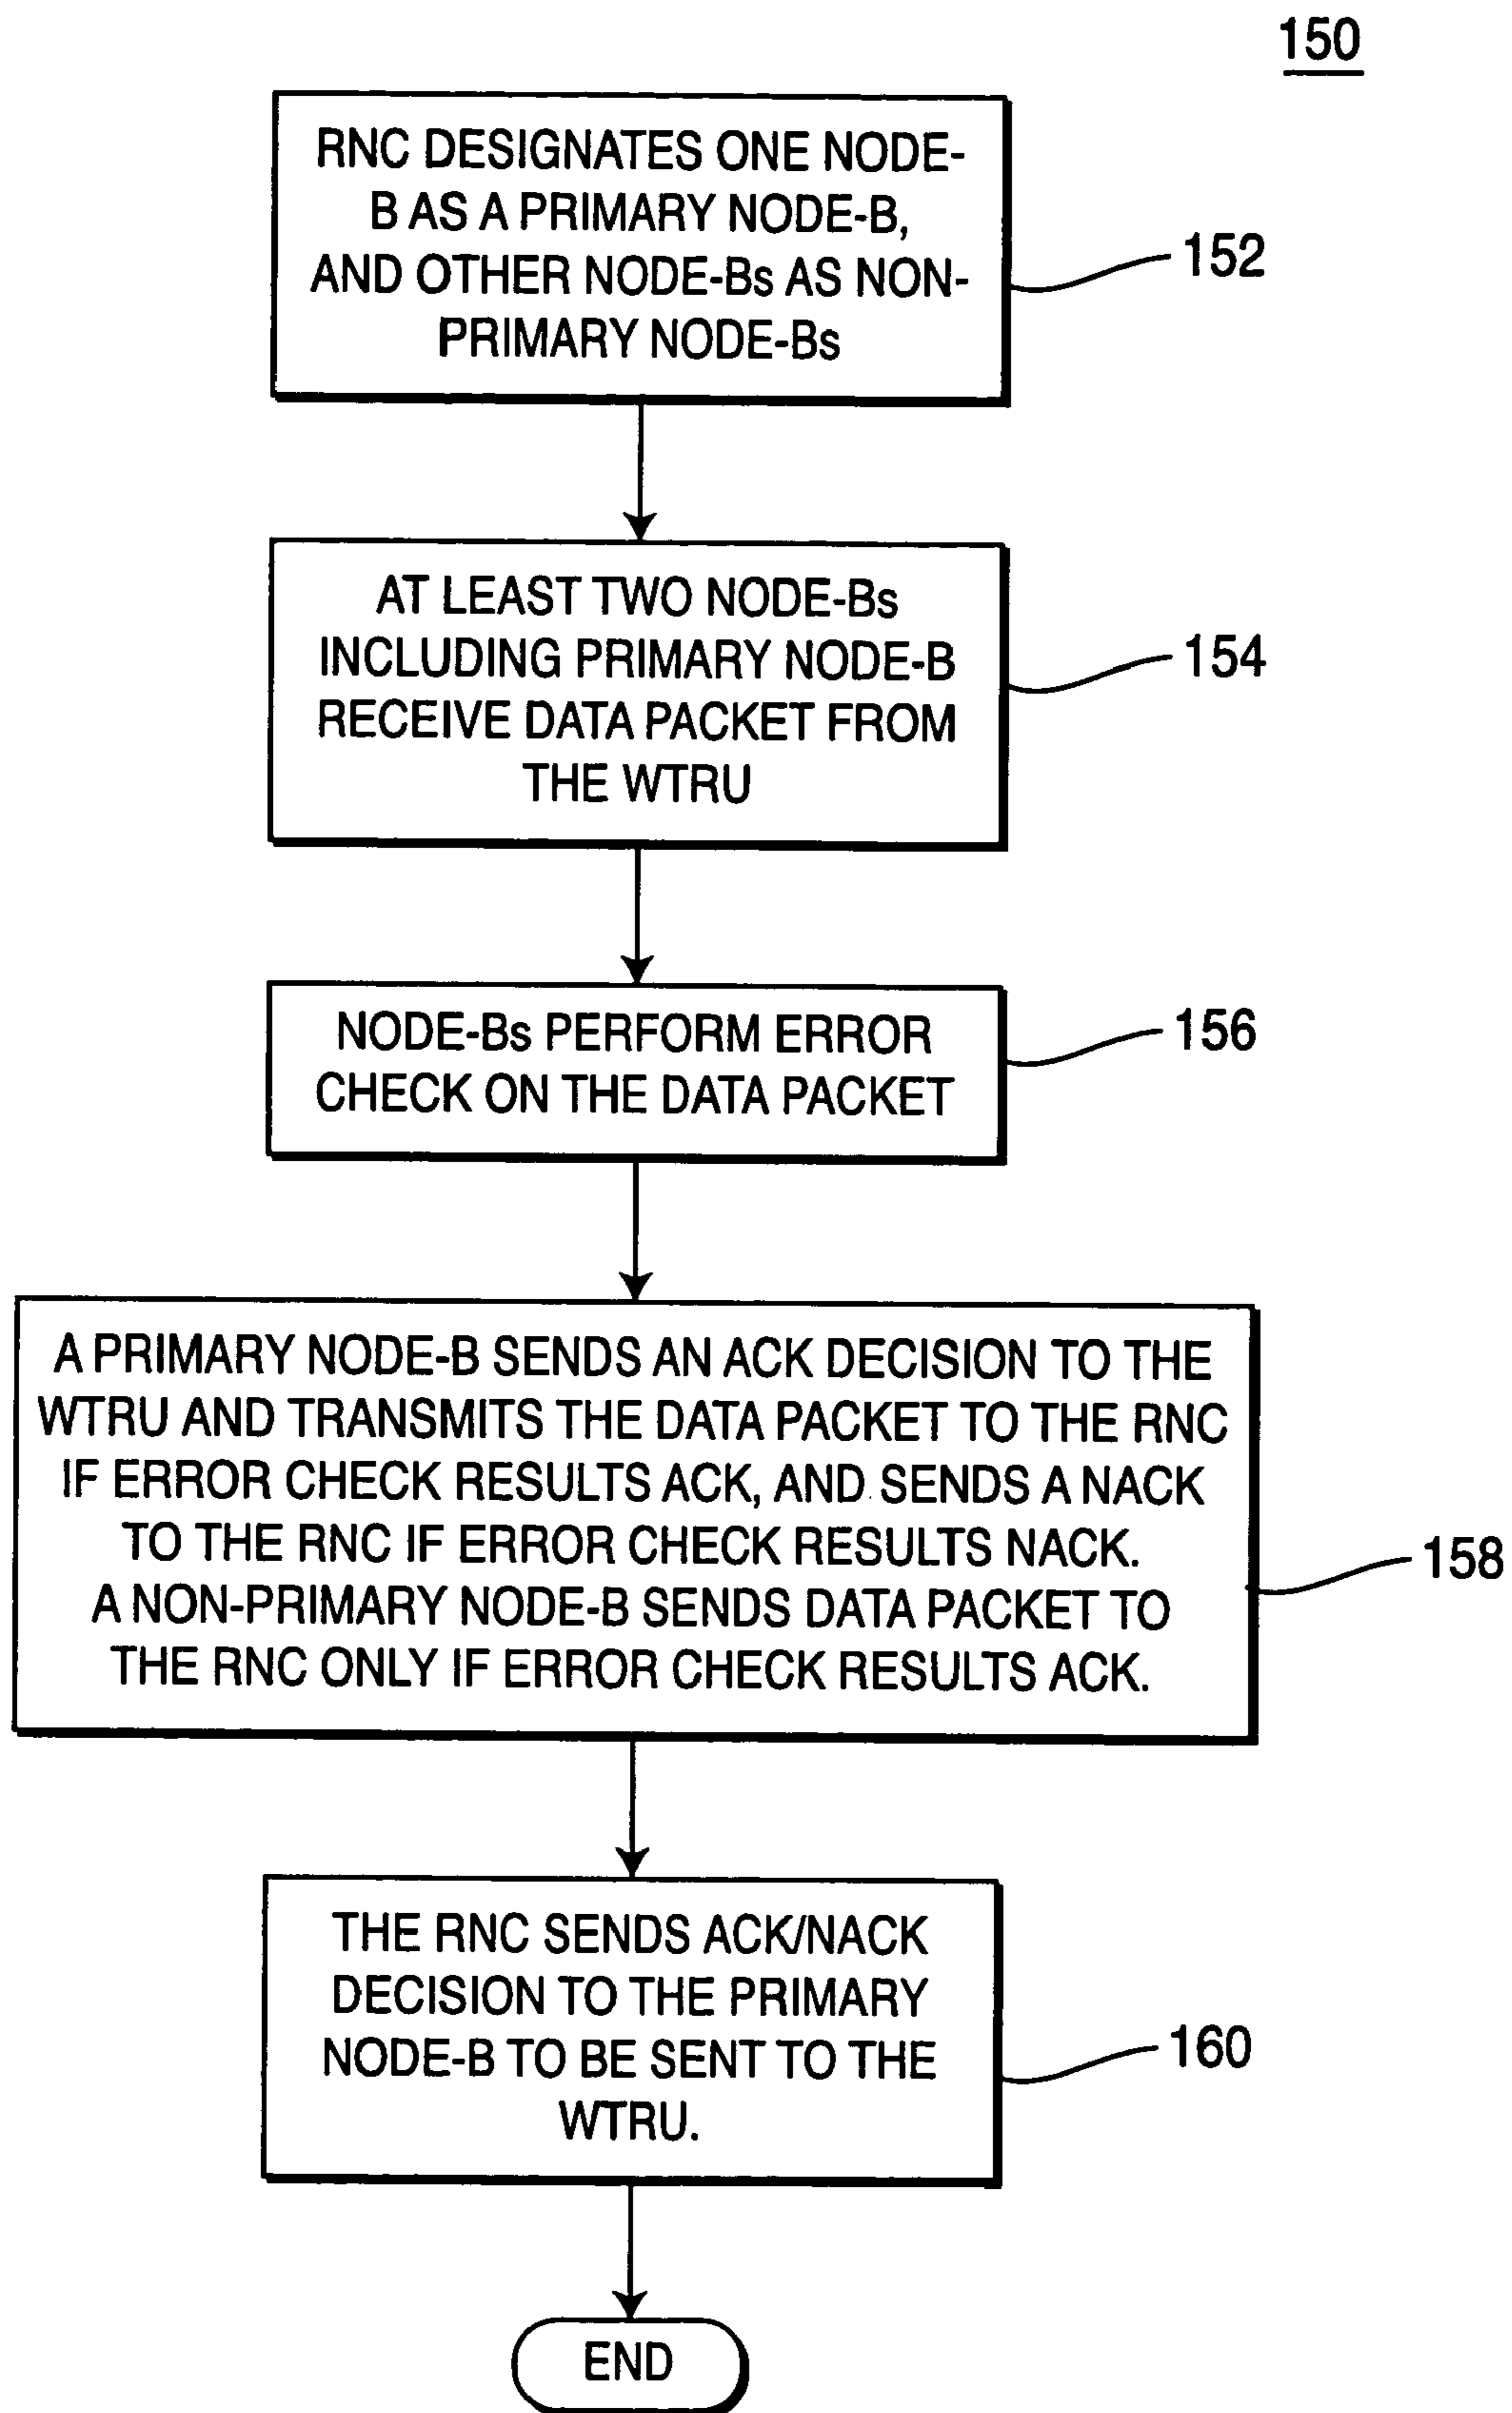 150
RNC DESIGNATES ONE NODE-
B AS A PRIMARY NODE-B,
AND OTHER NODE-Bs AS NON-
PRIMARY NODE-Bs
152
AT LEAST TWO NODE-Bs
INCLUDING PRIMARY NODE-B
RECEIVE DATA PACKET FROM
THE WTRU
154
NODE-Bs PERFORM ERROR
CHECK ON THE DATA PACKET
156
A PRIMARY NODE-B SENDS AN ACK DECISION TO THE
WTRU AND TRANSMITS THE DATA PACKET TO THE RNC
IF ERROR CHECK RESULTS ACK, AND SENDS A NACK
TO THE RNC IF ERROR CHECK RESULTS NACK.
A NON-PRIMARY NODE-B SENDS DATA PACKET TO
THE RNC ONLY IF ERROR CHECK RESULTS ACK.
158
THE RNC SENDS ACK/NACK
DECISION TO THE PRIMARY
NODE-B TO BE SENT TO THE
WTRU.
160
END